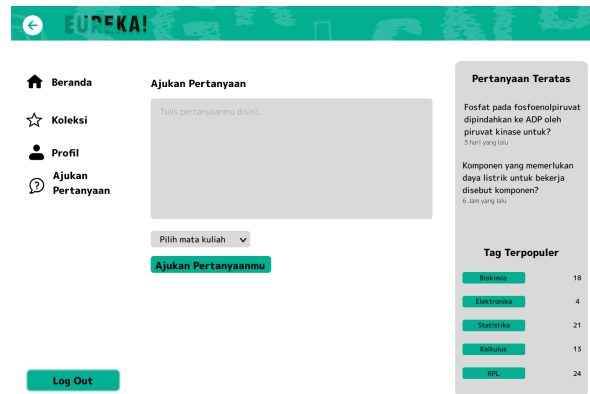 EUREKA!
Beranda
Koleksi
Profil
Ajukan
Pertanyaan
Log Out
Ajukan Pertanyaan
Tulis pertanyaanmu disini...
Pilih mata kuliah
Ajukan Pertanyaanmu
Pertanyaan Teratas
Fosfat pada fosfoenolpiruvat
dipindahkan ke ADP oleh
piruvat kinase untuk?
3 hari yang lalu
Komponen yang memerlukan
daya listrik untuk bekerja
disebut komponen?
6 Jam yang lalu
Tag Terpopuler
Biokimia 18
Elektronika 4
Statistika 21
Kalkulus 13
RPL 24